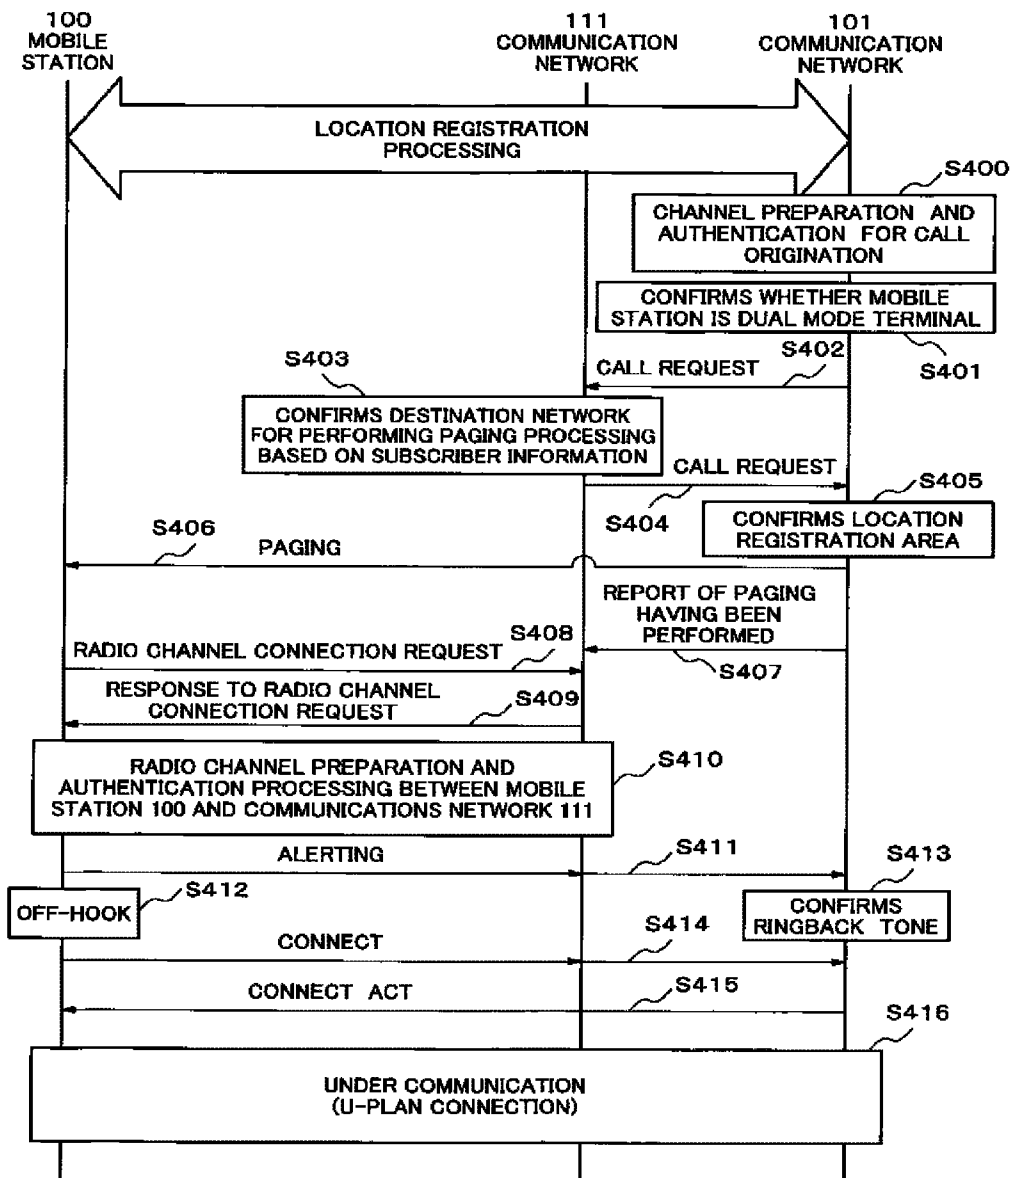 100
MOBILE
STATION
111
COMMUNICATION
NETWORK
101
COMMUNICATION
NETWORK
LOCATION REGISTRATION
PROCESSING
S400
CHANNEL PREPARATION AND
AUTHENTICATION FOR CALL
ORIGINATION
CONFIRMS WHETHER MOBILE
STATION IS DUAL MODE TERMINAL
S401
S402
CALL REQUEST
S403
CONFIRMS DESTINATION NETWORK
FOR PERFORMING PAGING PROCESSING
BASED ON SUBSCRIBER INFORMATION
CALL REQUEST
S404
S405
CONFIRMS LOCATION
REGISTRATION AREA
S406
PAGING
REPORT OF PAGING
HAVING BEEN
PERFORMED
S407
RADIO CHANNEL CONNECTION REQUEST
S408
RESPONSE TO RADIO CHANNEL
CONNECTION REQUEST
S409
RADIO CHANNEL PREPARATION AND
AUTHENTICATION PROCESSING BETWEEN MOBILE
STATION 100 AND COMMUNICATIONS NETWORK 111
S410
ALERTING
S411
S412
OFF-HOOK
S413
CONFIRMS
RINGBACK TONE
CONNECT
S414
CONNECT ACT
S415
S416
UNDER COMMUNICATION
(U-PLAN CONNECTION)